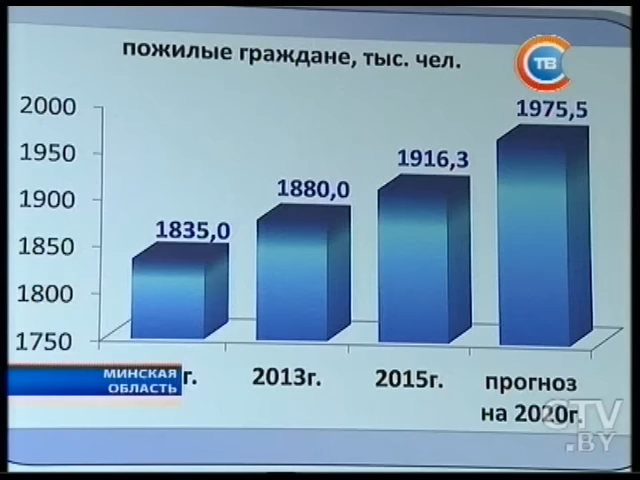 пожилые граждане, тыс. чел.
СТВ
2000
1950
1900
1850
1800
1750
1835,0
1880,0
1916,3
1975,5
г.
2013г.
2015г.
прогноз
на 2020г.
МИНСКАЯ
ОБЛАСТЬ
CTV
.BY